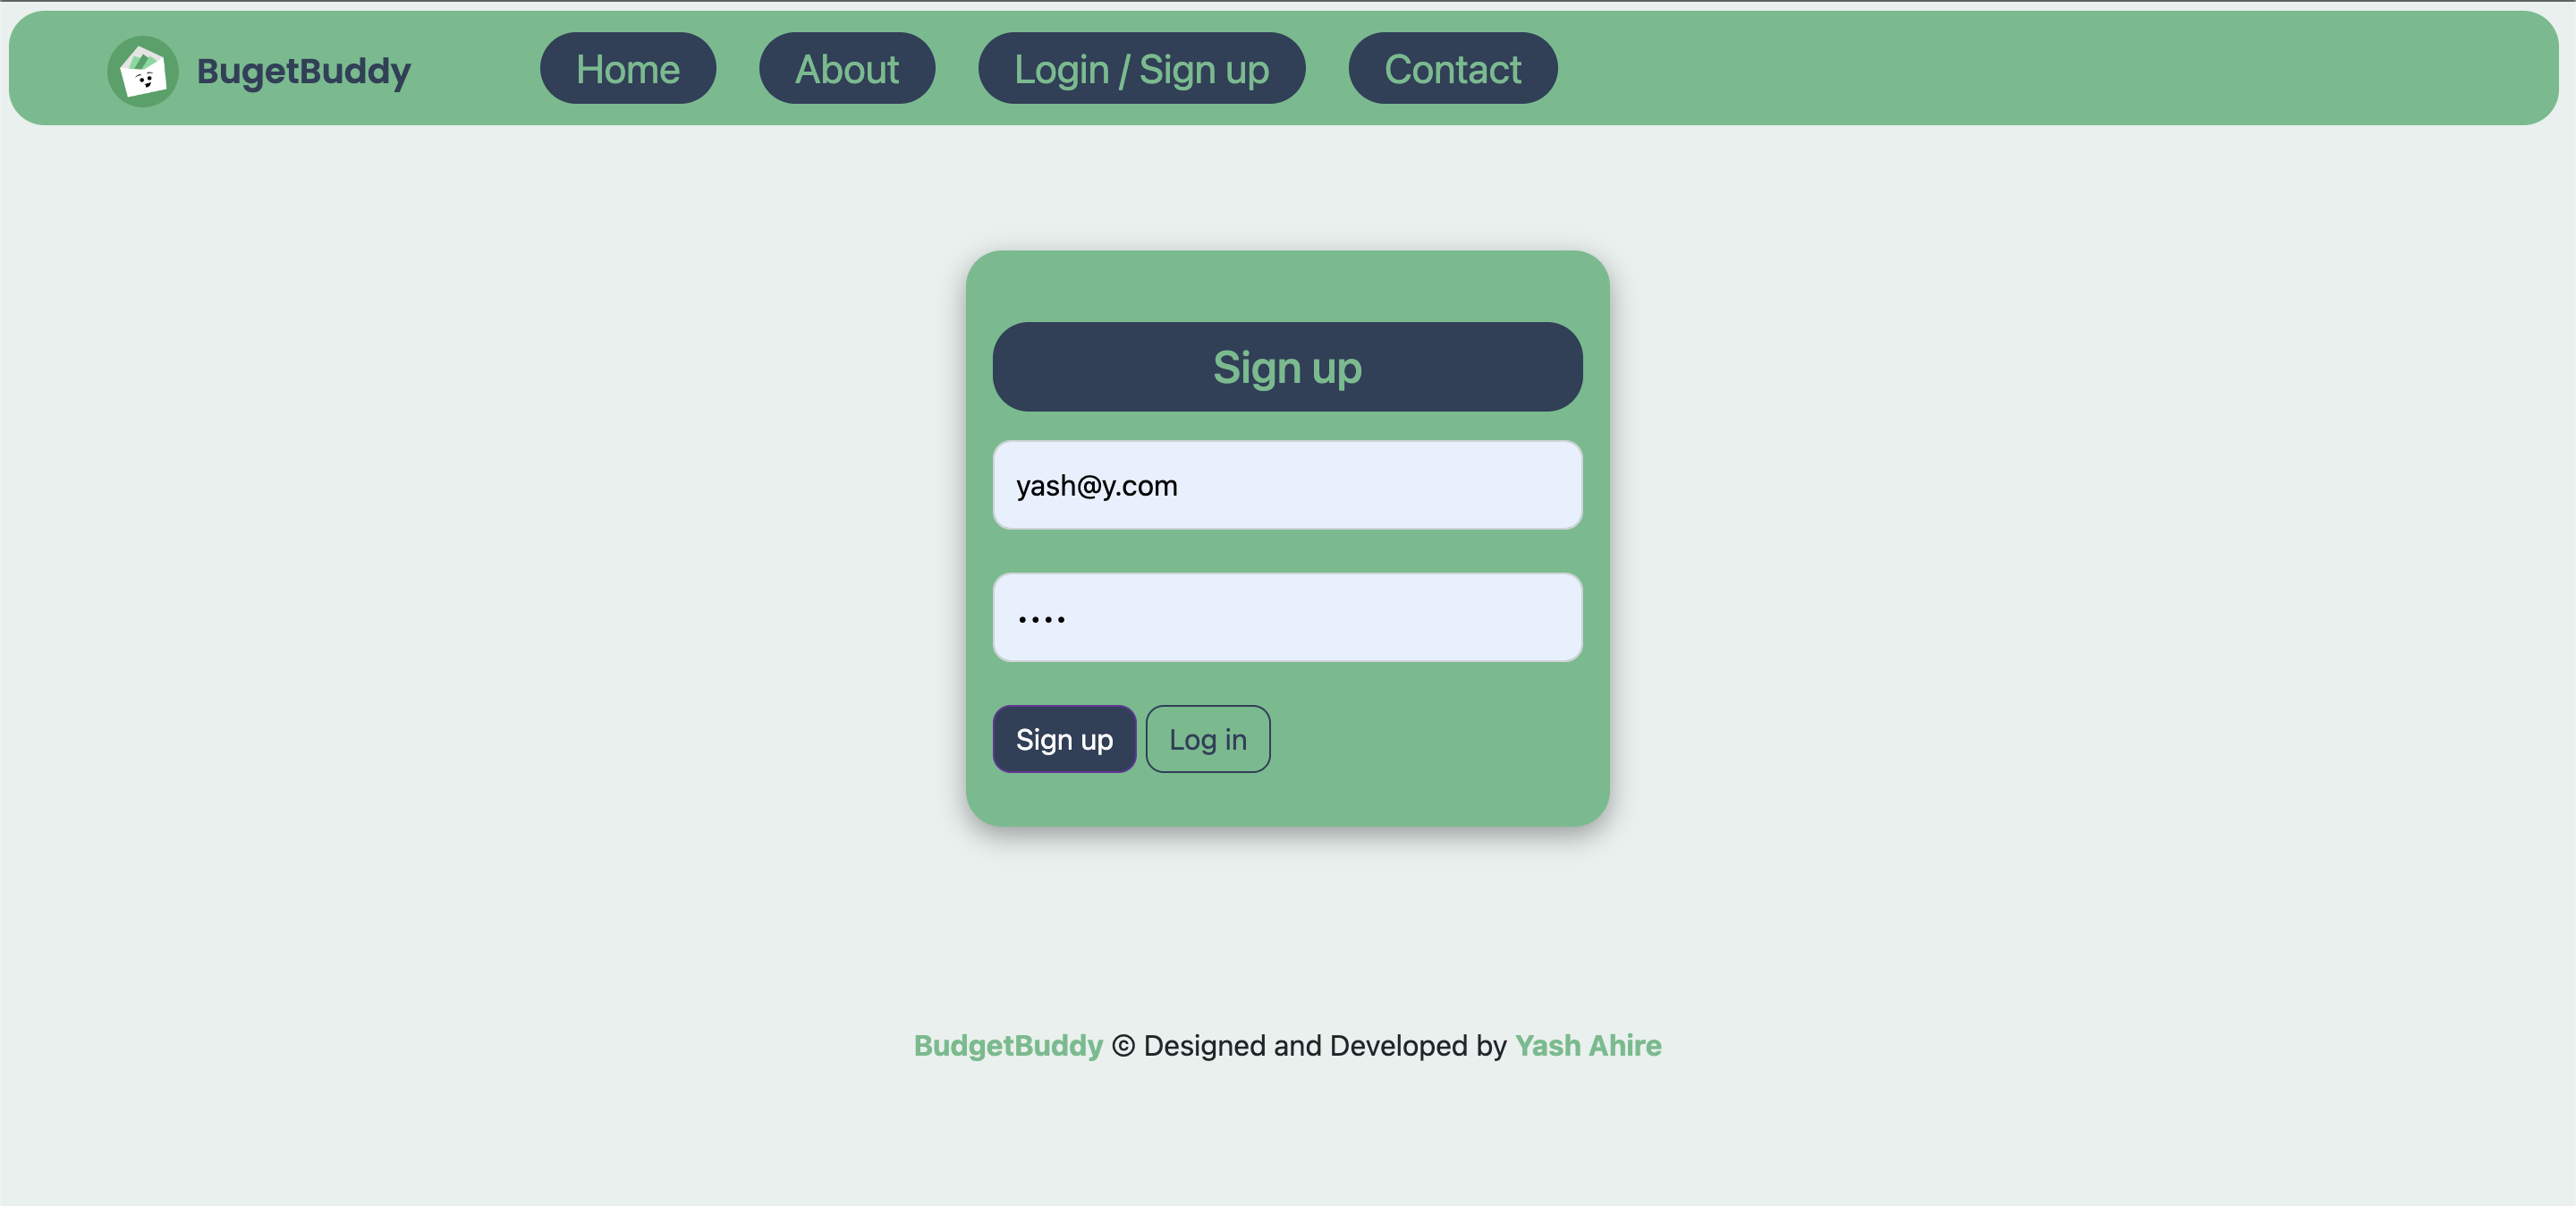 BugetBuddy Home About Login / Sign up Contact
Sign up
yash@y.com
••••
Sign up Log in
BudgetBuddy © Designed and Developed by Yash Ahire